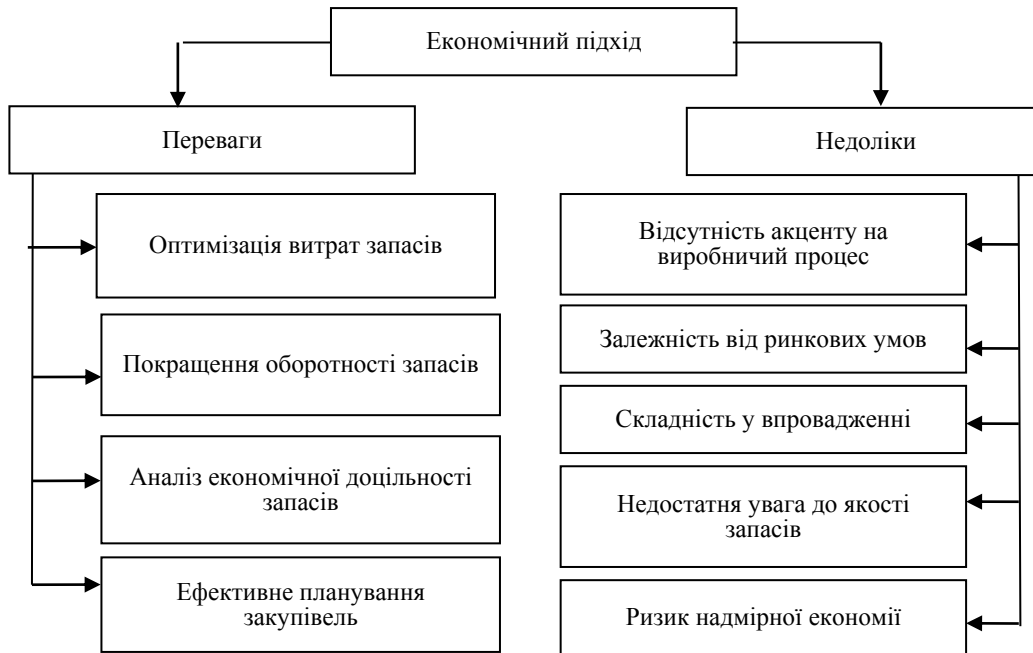 Економічний підхід
Переваги
Недоліки
Оптимізація витрат запасів
Покращення оборотності запасів
Аналіз економічної доцільності
запасів
Ефективне планування
закупівель
Відсутність акценту на
виробничий процес
Залежність від ринкових умов
Складність у впровадженні
Недостатня увага до якості
запасів
Ризик надмірної економії